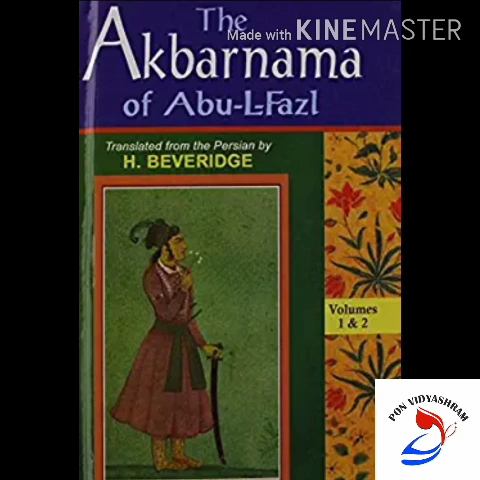 The
Made with KINEMASTER
Akbarnama
of Abu-L-Fazl
Translated from the Persian by
H. BEVERIDGE
Volumes
1 & 2
PON VIDYASHRAM